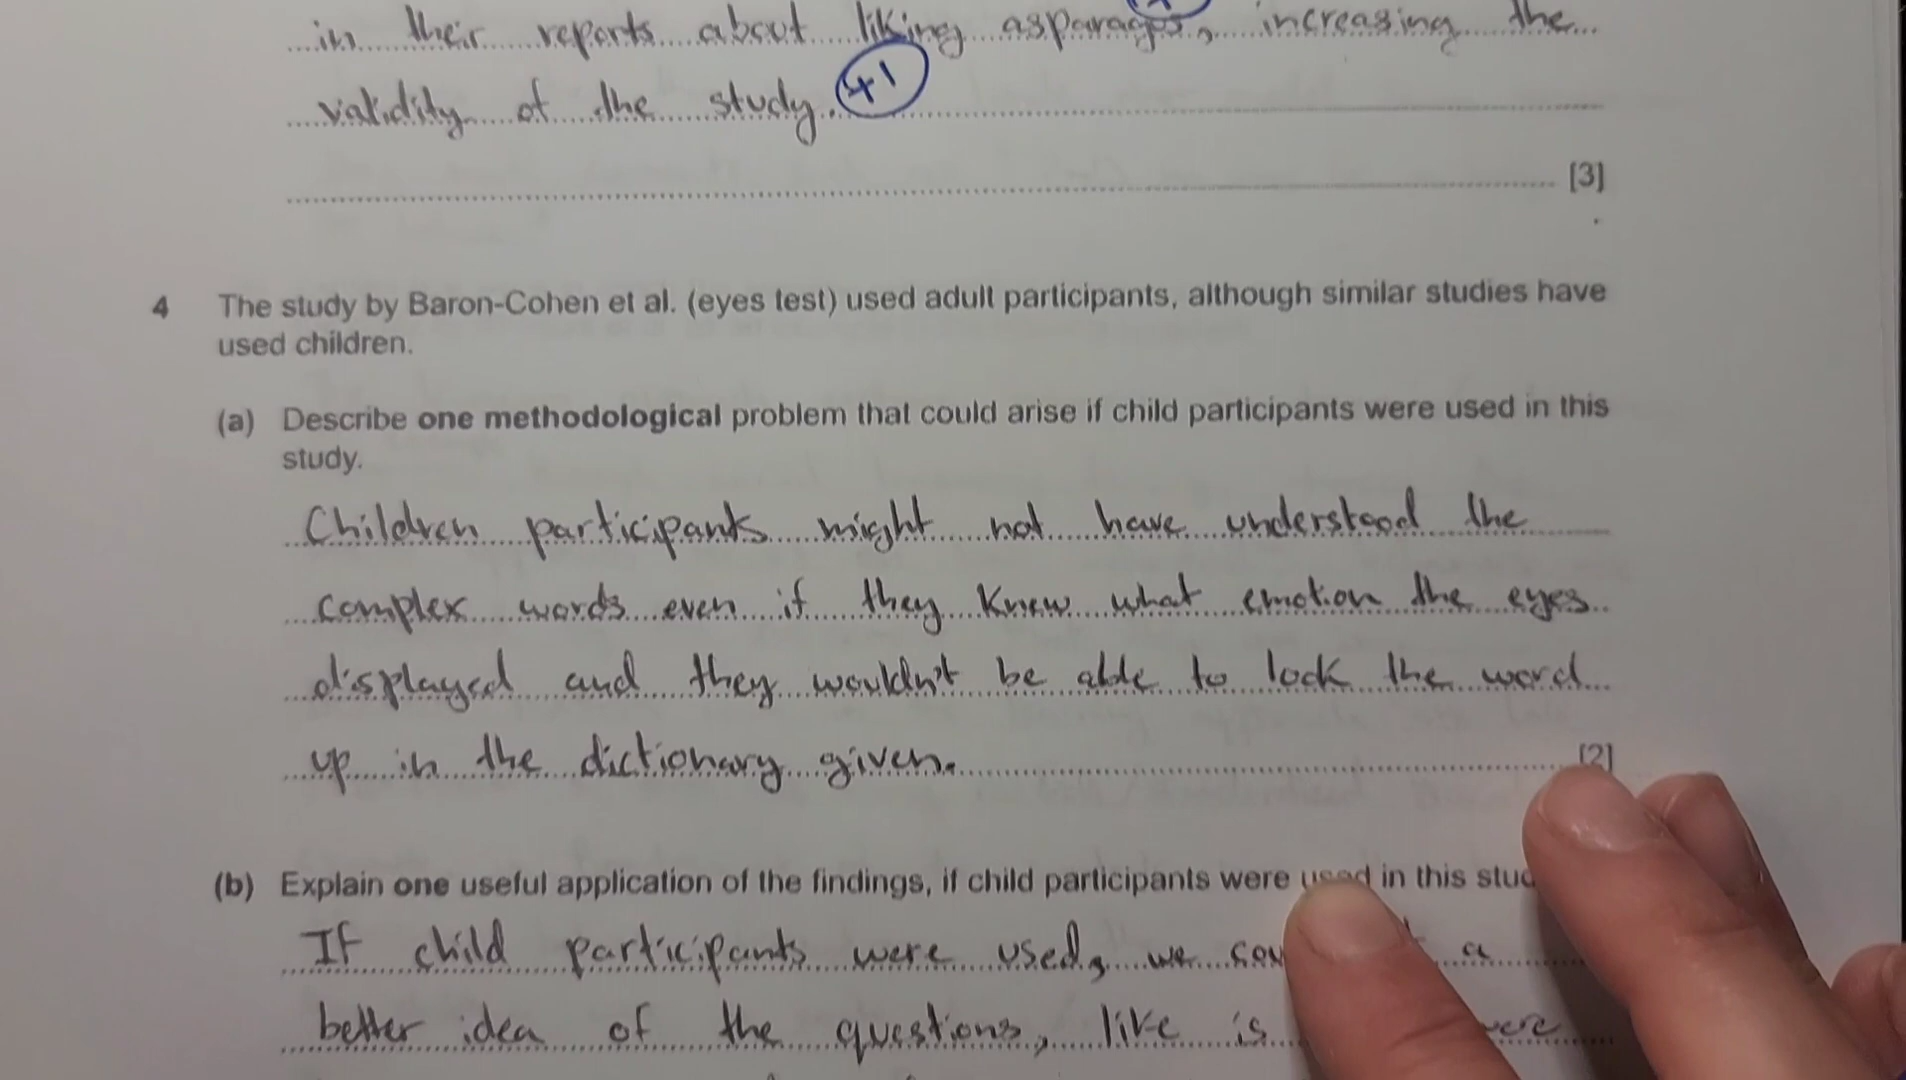 in their reports about liking asparagus, increasing the
validity of the study. +1
[3]
4 The study by Baron-Cohen et al. (eyes test) used adult participants, although similar studies have
used children.
(a) Describe one methodological problem that could arise if child participants were used in this
study.
Children participants might not have understood the
complex words even if they knew what emotion the eyes
displayed and they wouldn't be able to look the word
up in the dictionary given.
[2]
(b) Explain one useful application of the findings, if child participants were used in this
If child participants were used, we a
better idea of the questions, like is